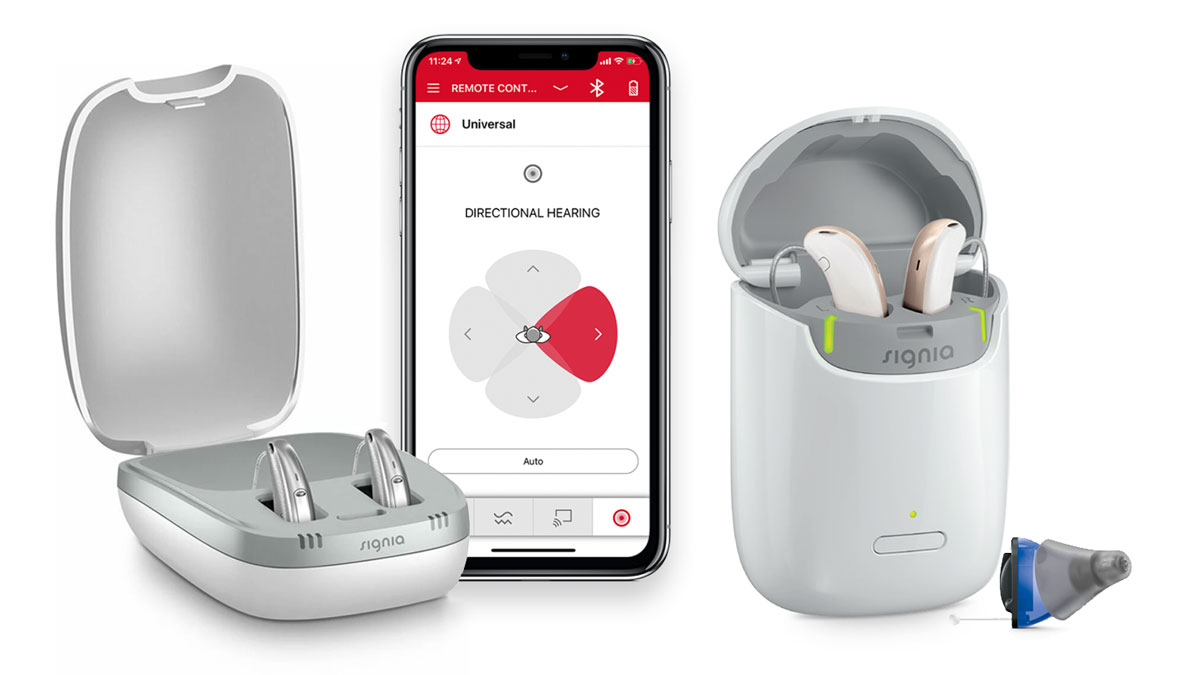 11:24
REMOTE CONT...
Universal
DIRECTIONAL HEARING
Auto
signia
signia
L
R